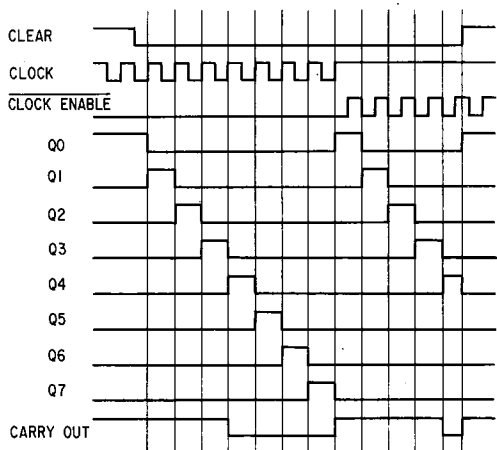 CLEAR
CLOCK
CLOCK ENABLE
Q0
Q1
Q2
Q3
Q4
Q5
Q6
Q7
CARRY OUT